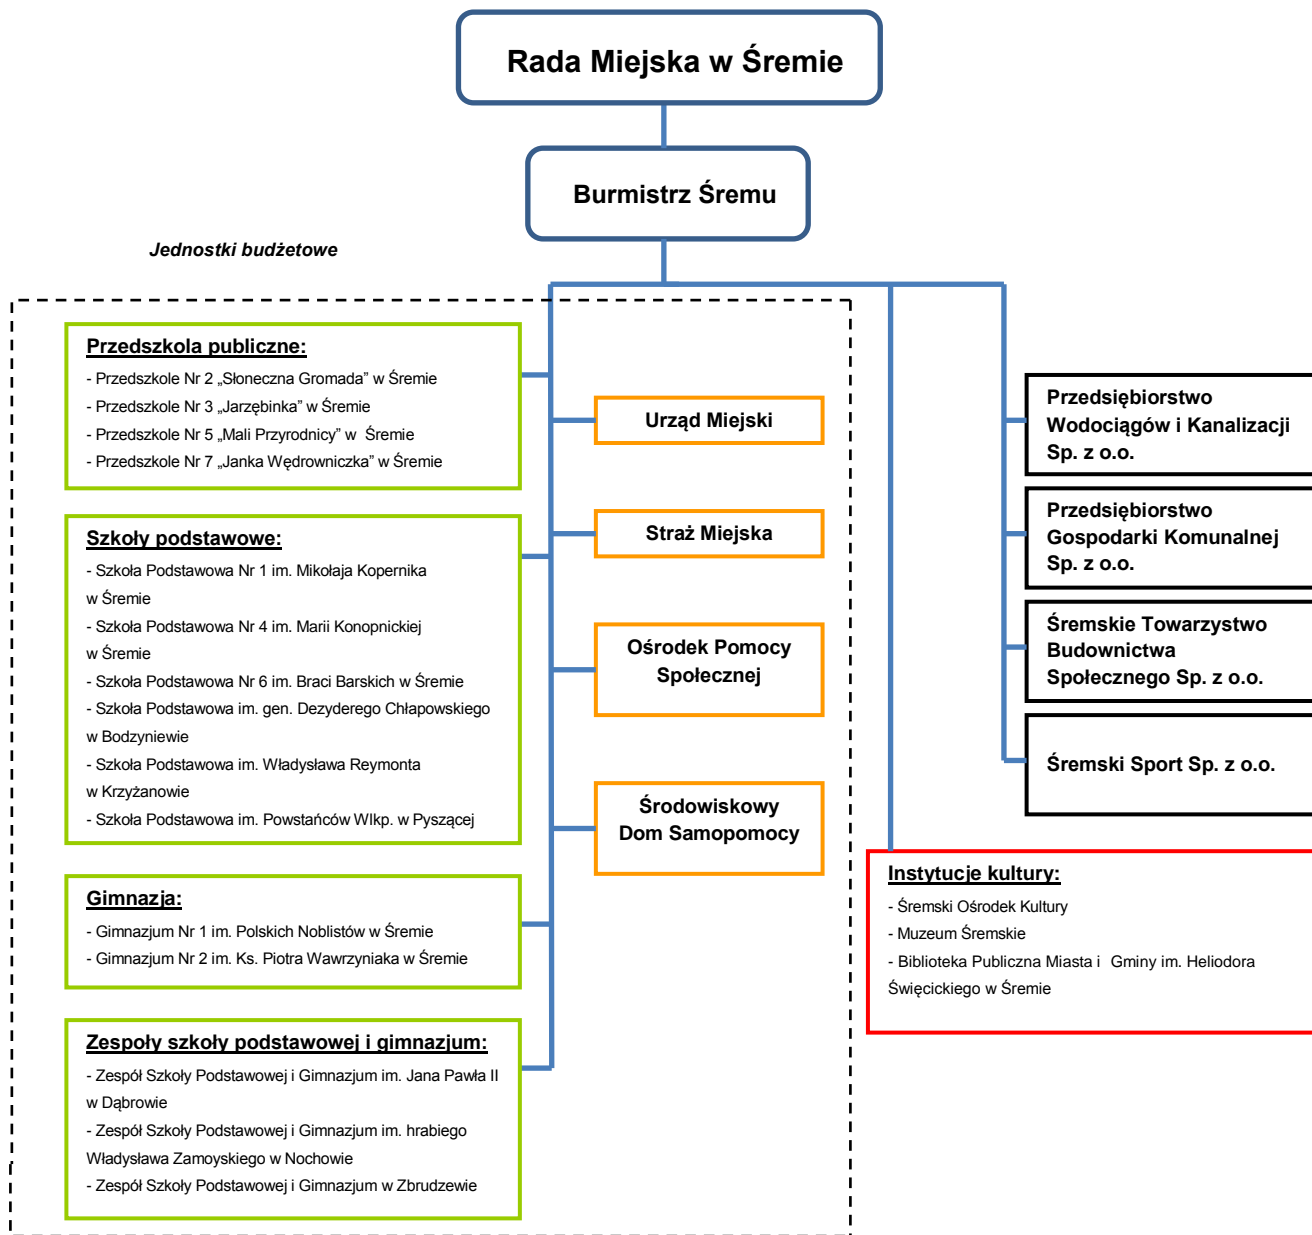 Rada Miejska w Śremie
Burmistrz Śremu
Jednostki budżetowe
Przedszkola publiczne:
- Przedszkole Nr 2 „Słoneczna Gromada” w Śremie
- Przedszkole Nr 3 „Jarzębinka” w Śremie
- Przedszkole Nr 5 „Mali Przyrodnicy” w Śremie
- Przedszkole Nr 7 „Janka Wędrowniczka” w Śremie
Szkoły podstawowe:
- Szkoła Podstawowa Nr 1 im. Mikołaja Kopernika
w Śremie
- Szkoła Podstawowa Nr 4 im. Marii Konopnickiej
w Śremie
- Szkoła Podstawowa Nr 6 im. Braci Barskich w Śremie
- Szkoła Podstawowa im. gen. Dezyderego Chłapowskiego
w Bodzyniewie
- Szkoła Podstawowa im. Władysława Reymonta
w Krzyżanowie
- Szkoła Podstawowa im. Powstańców Wlkp. w Pyszącej
Gimnazja:
- Gimnazjum Nr 1 im. Polskich Noblistów w Śremie
- Gimnazjum Nr 2 im. Ks. Piotra Wawrzyniaka w Śremie
Zespoły szkoły podstawowej i gimnazjum:
- Zespół Szkoły Podstawowej i Gimnazjum im. Jana Pawła II
w Dąbrowie
- Zespół Szkoły Podstawowej i Gimnazjum im. hrabiego
Władysława Zamoyskiego w Nochowie
- Zespół Szkoły Podstawowej i Gimnazjum w Zbrudzewie
Urząd Miejski
Straż Miejska
Ośrodek Pomocy
Społecznej
Środowiskowy
Dom Samopomocy
Przedsiębiorstwo
Wodociągów i Kanalizacji
Sp. z o.o.
Przedsiębiorstwo
Gospodarki Komunalnej
Sp. z o.o.
Śremskie Towarzystwo
Budownictwa
Społecznego Sp. z o.o.
Śremski Sport Sp. z o.o.
Instytucje kultury:
- Śremski Ośrodek Kultury
- Muzeum Śremskie
- Biblioteka Publiczna Miasta i Gminy im. Heliodora
Święcickiego w Śremie